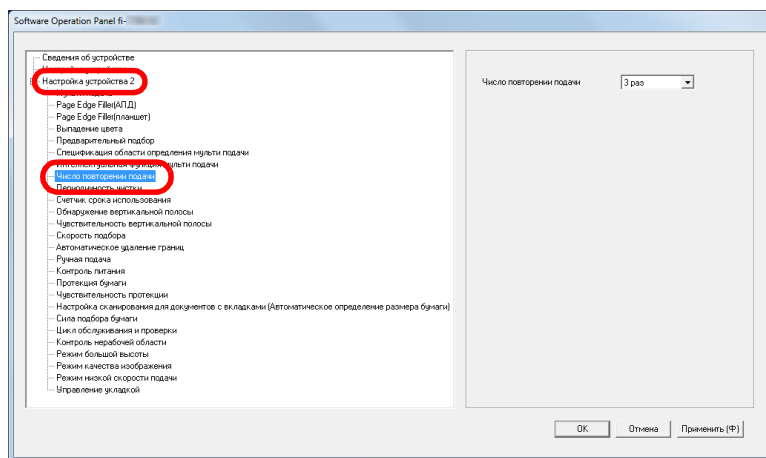 Software Operation Panel fi-
Сведения об устройстве
Настройка устройства 2
Page Edge Filler(АПД)
Page Edge Filler(планшет)
Выпадение цвета
Предварительный подбор
Спецификация области опредления мульти подачи
мульти подачи
Число повторении подачи
Периодичность чистки
Счетчик срока использования
Обнаружение вертикальной полосы
Чувствительность вертикальной полосы
Скорость подбора
Автоматическое удаление границ
Ручная подача
Контроль питания
Протекция бумаги
Чувствительность протекции
Настройка сканирования для документов с вкладками (Автоматическое определение размера бумаги)
Сила подбора бумаги
Цикл обслуживания и проверки
Контроль нерабочей области
Режим большой высоты
Режим качества изображения
Режим низкой скорости подачи
Управление укладкой
Число повторении подачи 3 раз
OK Отмена Применить (Ф)